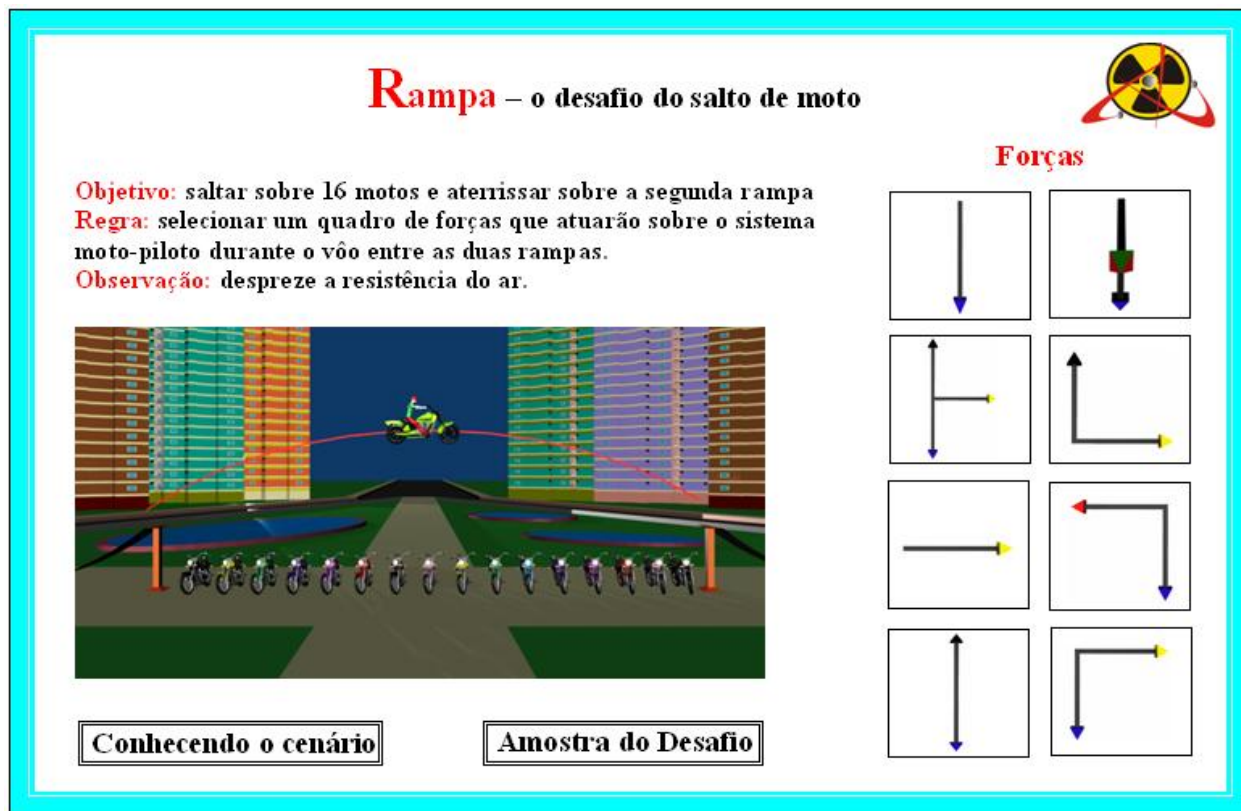 Rampa – o desafio do salto de moto
Objetivo: saltar sobre 16 motos e aterrissar sobre a segunda rampa
Regra: selecionar um quadro de forças que atuarão sobre o sistema
moto-piloto durante o vôo entre as duas rampas.
Observação: despreze a resistência do ar.
Forças
Conhecendo o cenário
Amostra do Desafio